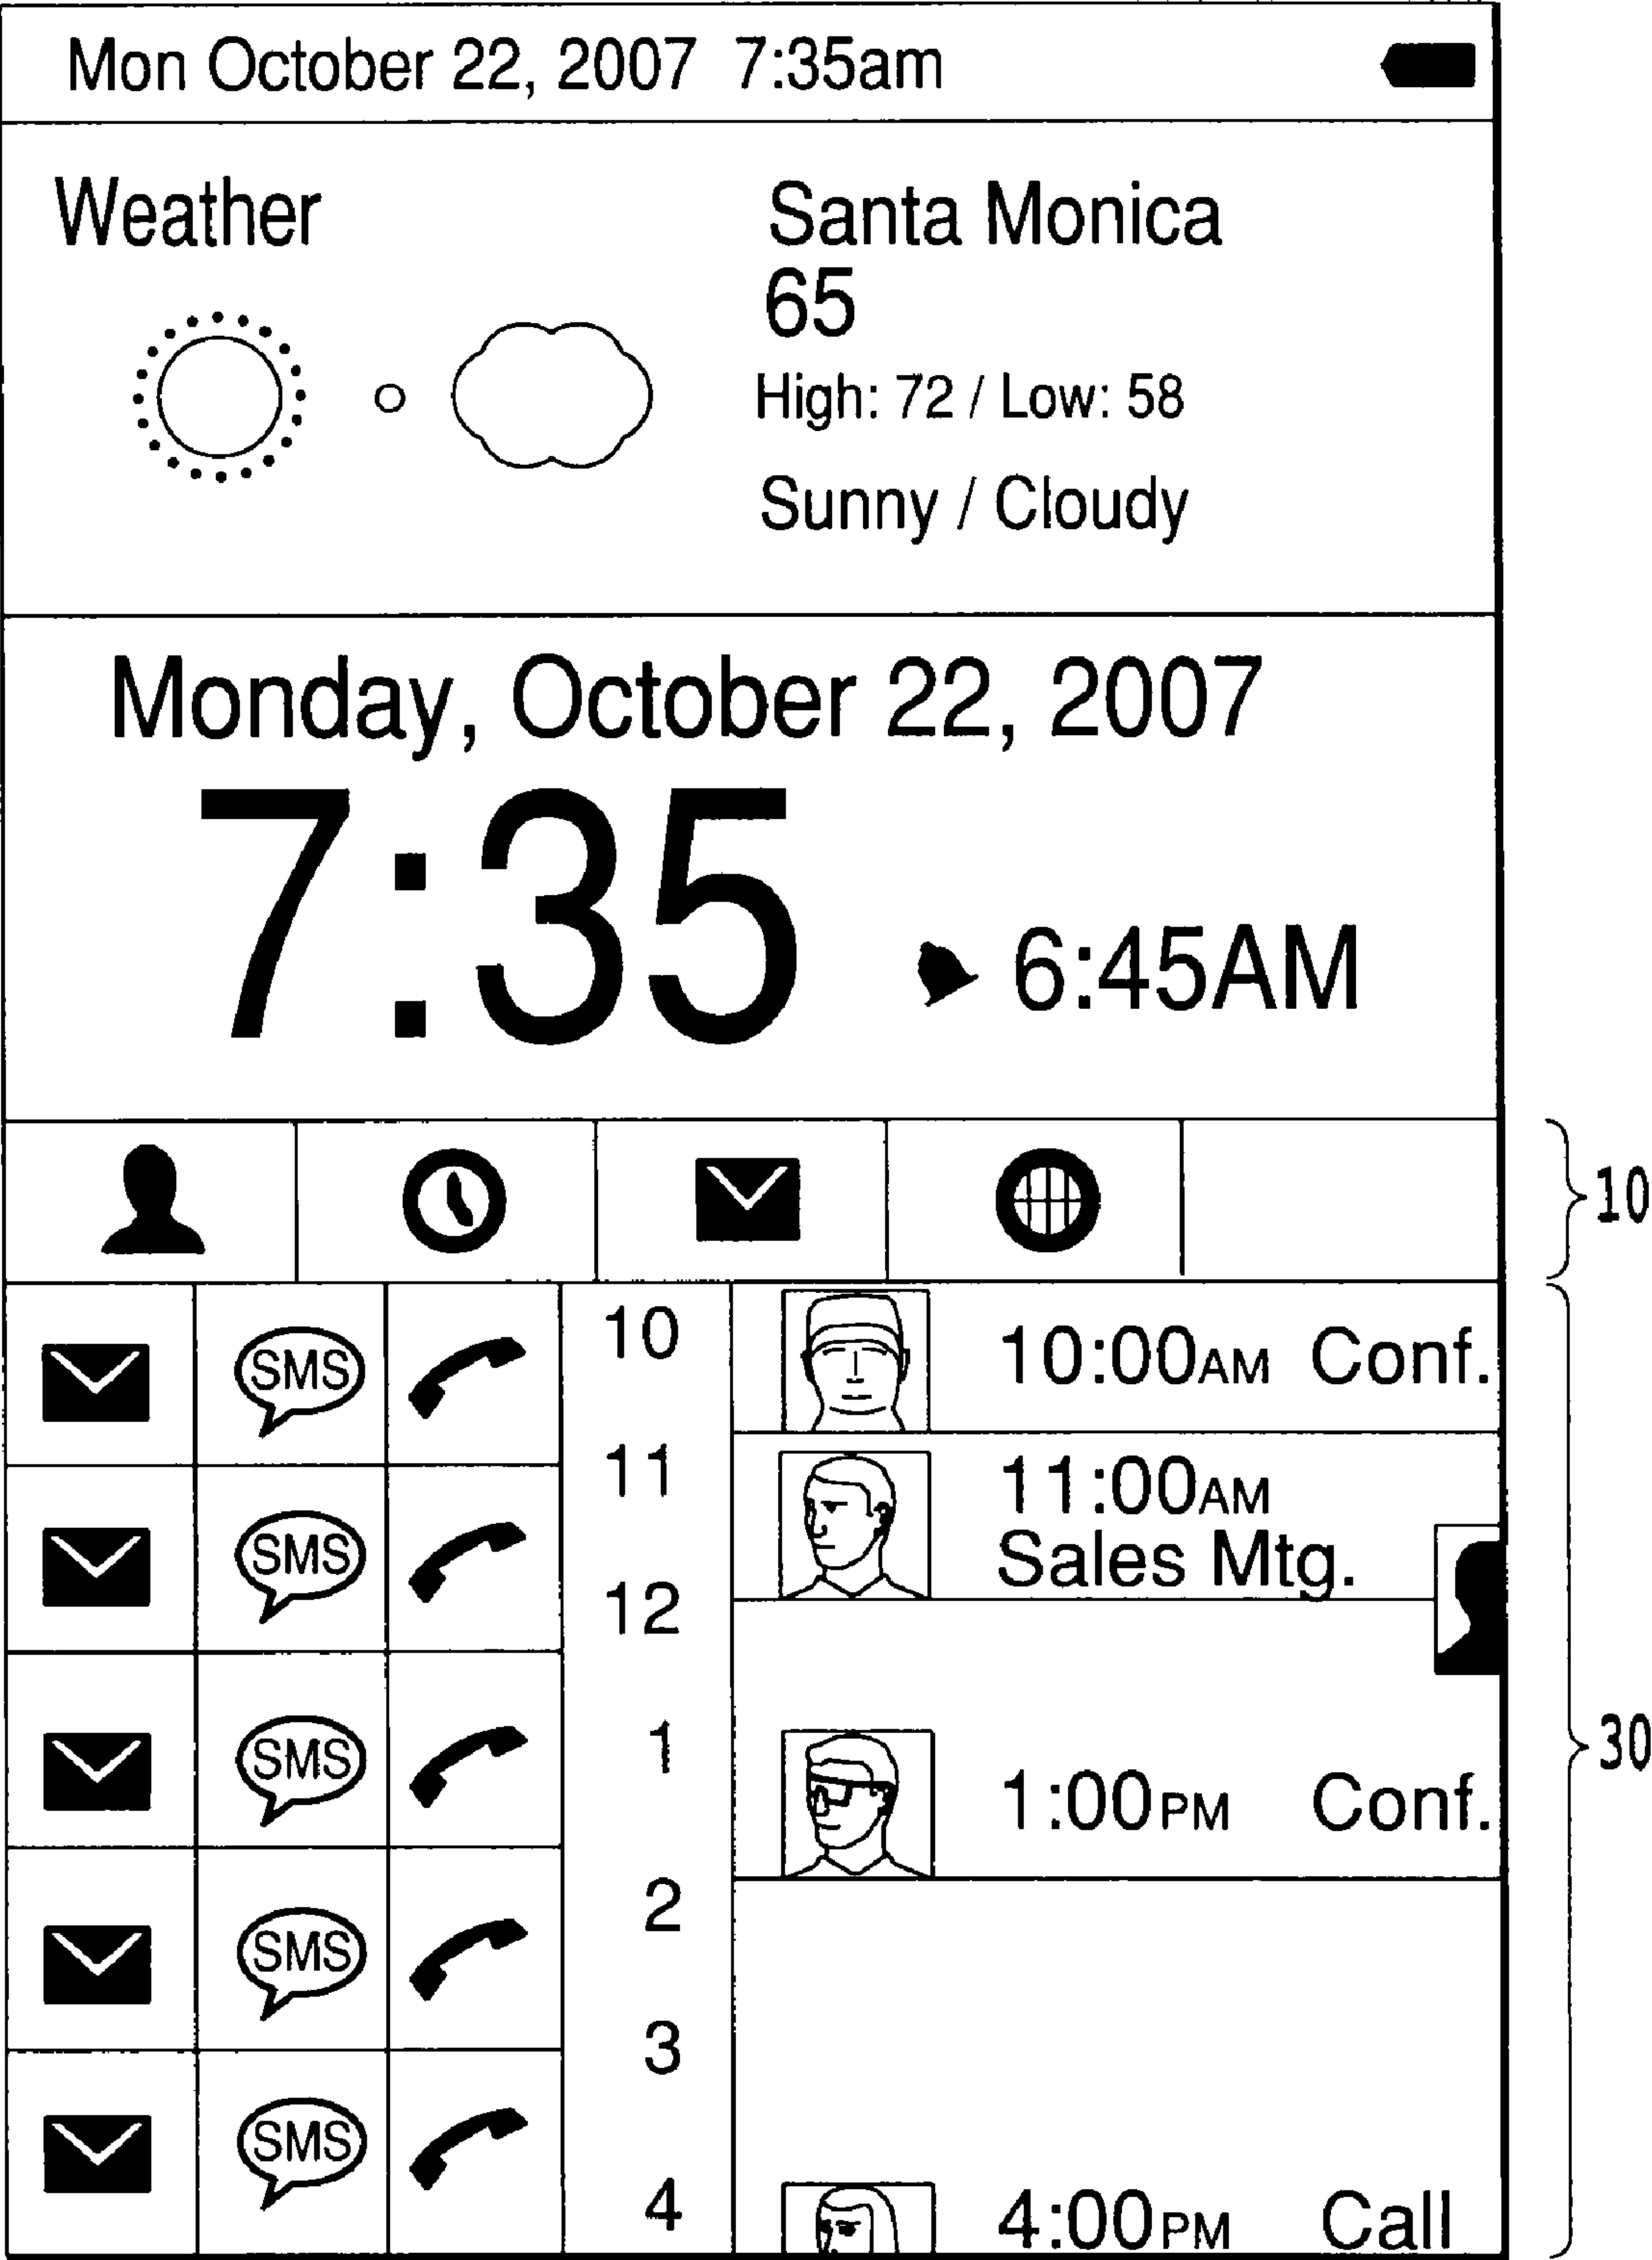 Mon October 22, 2007 7:35am
Weather
Santa Monica
65
High: 72 / Low: 58
Sunny / Cloudy
Monday, October 22, 2007
7:35
6:45AM
10
SMS
10
10:00AM Conf.
11
11:00AM
Sales Mtg.
SMS
12
30
SMS
1
1:00PM Conf.
2
SMS
3
SMS
4
4:00PM Call